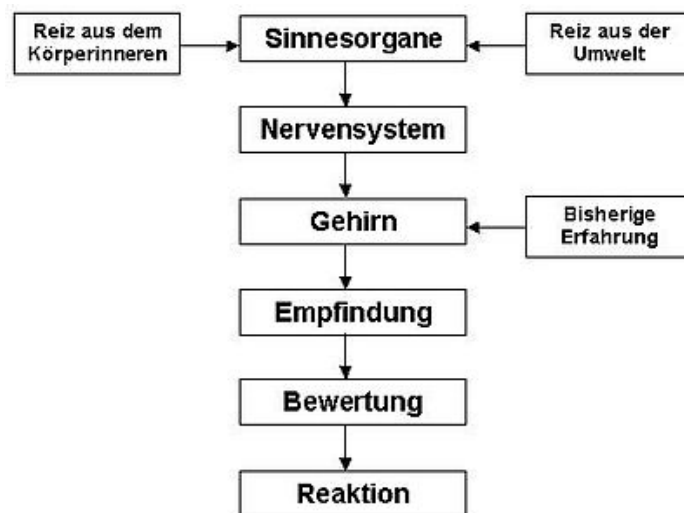 Reiz aus dem
Körperinneren
Sinnesorgane
Reiz aus der
Umwelt
Nervensystem
Gehirn
Bisherige
Erfahrung
Empfindung
Bewertung
Reaktion